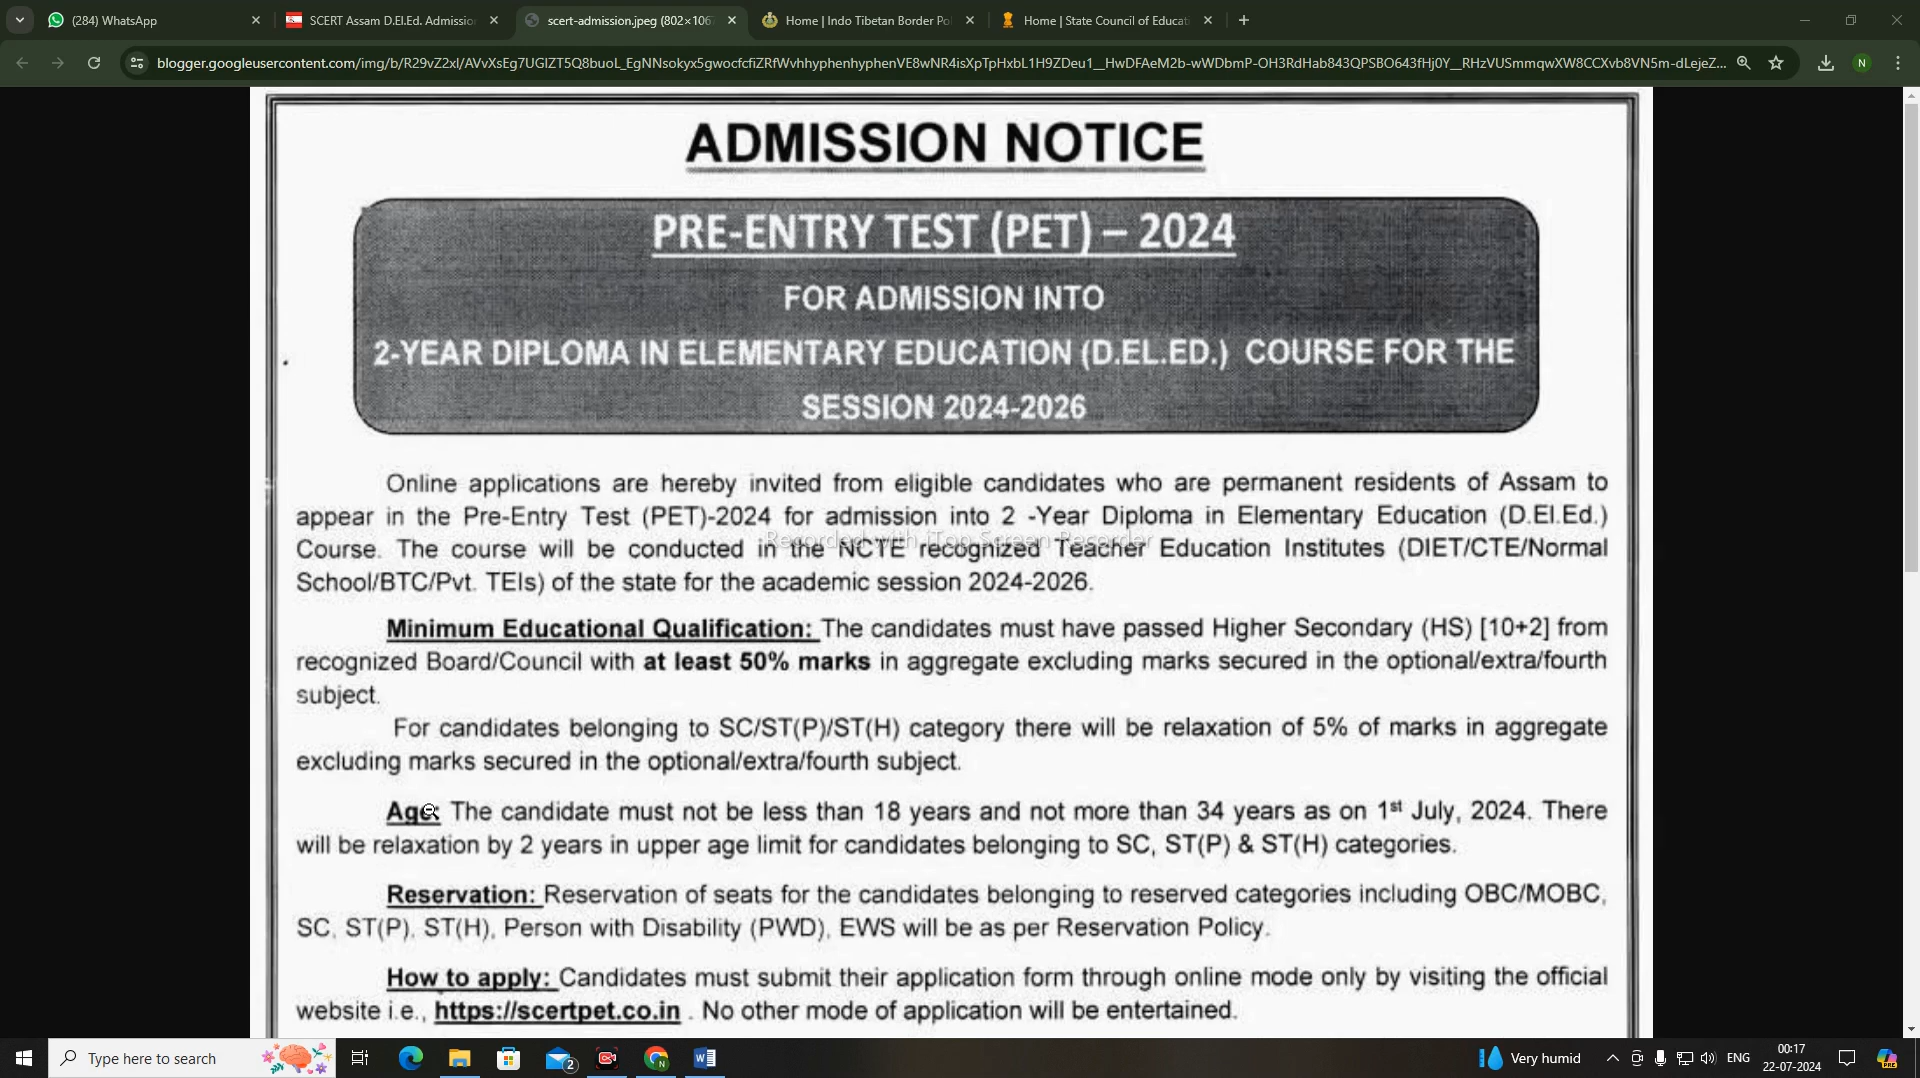 (284) WhatsApp
SCERT Assam D.El.Ed. Admission
scert-admission.jpeg (802×106
Home | Indo Tibetan Border Po
Home | State Council of Educati
ADMISSION NOTICE
PRE-ENTRY TEST (PET) – 2024
FOR ADMISSION INTO
2-YEAR DIPLOMA IN ELEMENTARY EDUCATION (D.EL.ED.) COURSE FOR THE
SESSION 2024-2026
Online applications are hereby invited from eligible candidates who are permanent residents of Assam to
appear in the Pre-Entry Test (PET)-2024 for admission into 2 -Year Diploma in Elementary Education (D.El.Ed.)
Recorded with iTop Screen Recorder
Course. The course will be conducted in the NCTE recognized Teacher Education Institutes (DIET/CTE/Normal
School/BTC/Pvt. TEIs) of the state for the academic session 2024-2026.
Minimum Educational Qualification: The candidates must have passed Higher Secondary (HS) [10+2] from
recognized Board/Council with at least 50% marks in aggregate excluding marks secured in the optional/extra/fourth
subject.
For candidates belonging to SC/ST(P)/ST(H) category there will be relaxation of 5% of marks in aggregate
excluding marks secured in the optional/extra/fourth subject.
Age: The candidate must not be less than 18 years and not more than 34 years as on 1st July, 2024. There
will be relaxation by 2 years in upper age limit for candidates belonging to SC, ST(P) & ST(H) categories.
Reservation: Reservation of seats for the candidates belonging to reserved categories including OBC/MOBC,
SC, ST(P), ST(H), Person with Disability (PWD), EWS will be as per Reservation Policy.
How to apply: Candidates must submit their application form through online mode only by visiting the official
website i.e., https://scertpet.co.in . No other mode of application will be entertained.
Type here to search
2
Very humid
ENG
00:17
22-07-2024